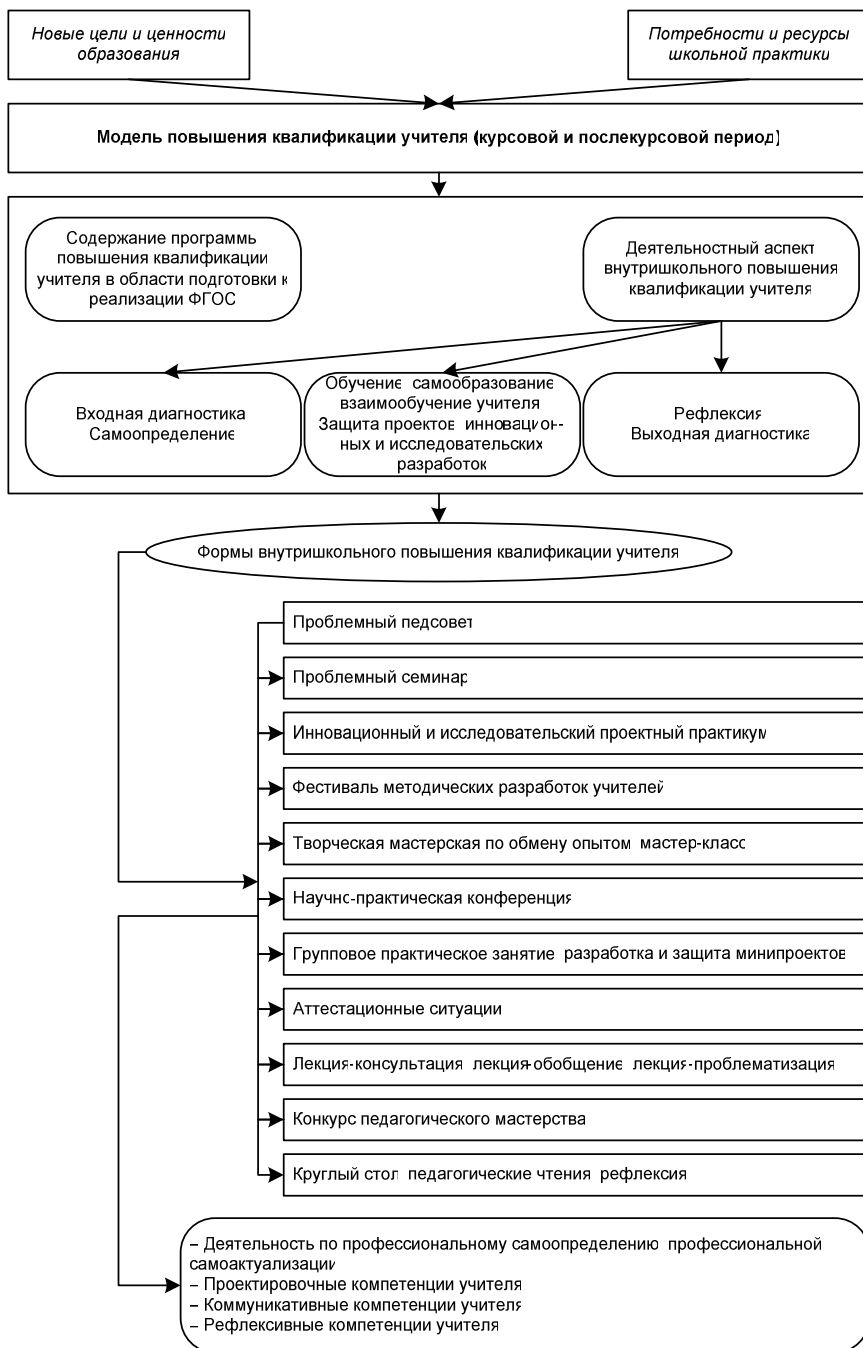 Новые цели и ценности
образования
Потребности и ресурсы
школьной практики
Модель повышения квалификации учителя (курсовой и послекурсовой период)
Содержание программы
повышения квалификации
учителя в области подготовки к
реализации ФГОС
Деятельностный аспект
внутришкольного повышения
квалификации учителя
Входная диагностика
Самоопределение
Обучение самообразование
взаимообучение учителя
Защита проектов инновацион-
ных и исследовательских
разработок
Рефлексия
Выходная диагностика
Формы внутришкольного повышения квалификации учителя
Проблемный педсовет
Проблемный семинар
Инновационный и исследовательский проектный практикум
Фестиваль методических разработок учителей
Творческая мастерская по обмену опытом мастер-класс
Научно-практическая конференция
Групповое практическое занятие разработка и защита минипроектов
Аттестационные ситуации
Лекция-консультация лекция-обобщение лекция-проблематизация
Конкурс педагогического мастерства
Круглый стол педагогические чтения рефлексия
– Деятельность по профессиональному самоопределению профессиональной
самоактуализации
– Проектировочные компетенции учителя
– Коммуникативные компетенции учителя
– Рефлексивные компетенции учителя